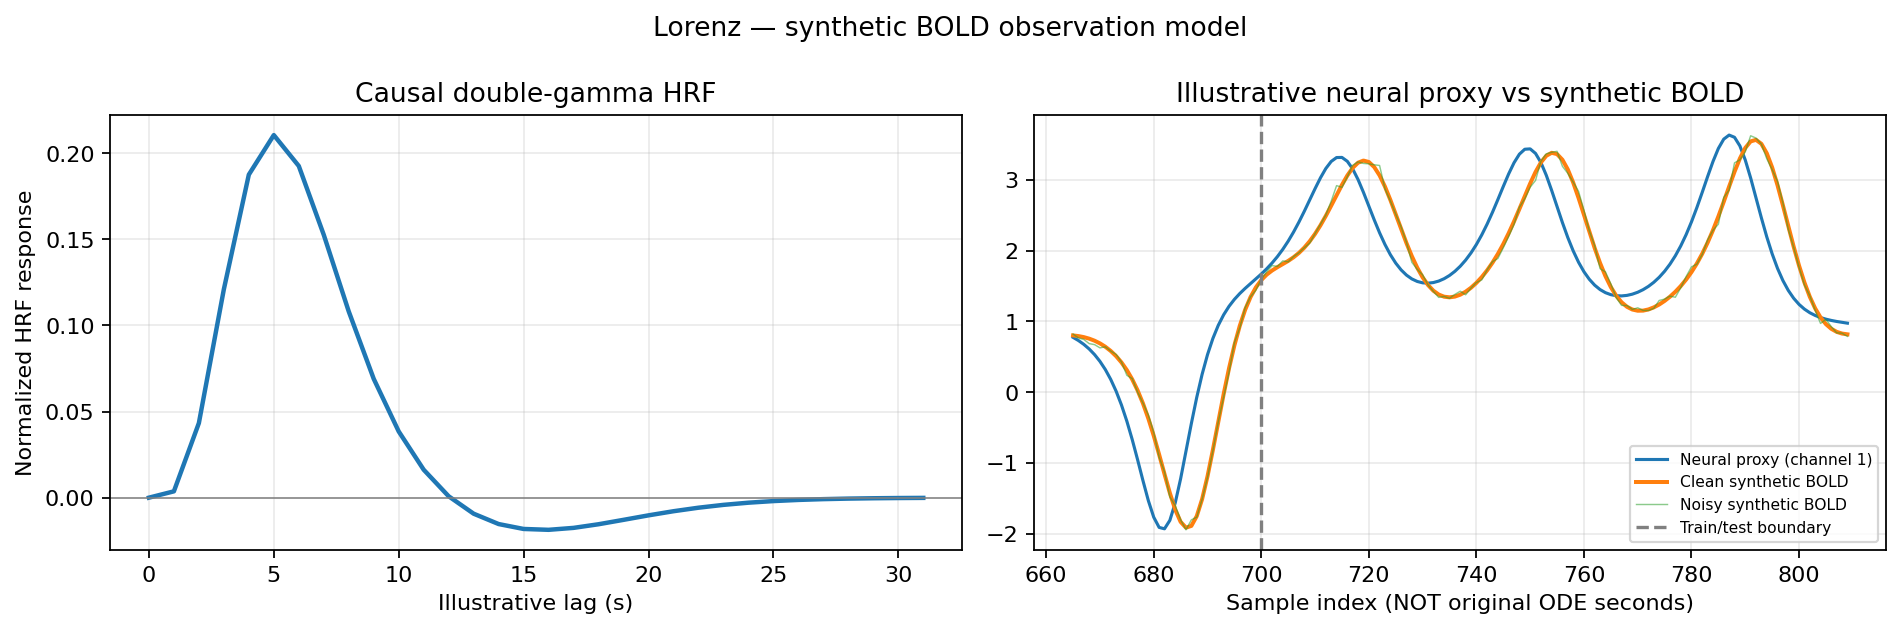 Lorenz — synthetic BOLD observation model
Causal double-gamma HRF
Normalized HRF response
0.20
0.15
0.10
0.05
0.00
0 5 10 15 20 25 30
Illustrative lag (s)
Illustrative neural proxy vs synthetic BOLD
3
2
1
0
−1
−2
Neural proxy (channel 1)
Clean synthetic BOLD
Noisy synthetic BOLD
Train/test boundary
660 680 700 720 740 760 780 800
Sample index (NOT original ODE seconds)